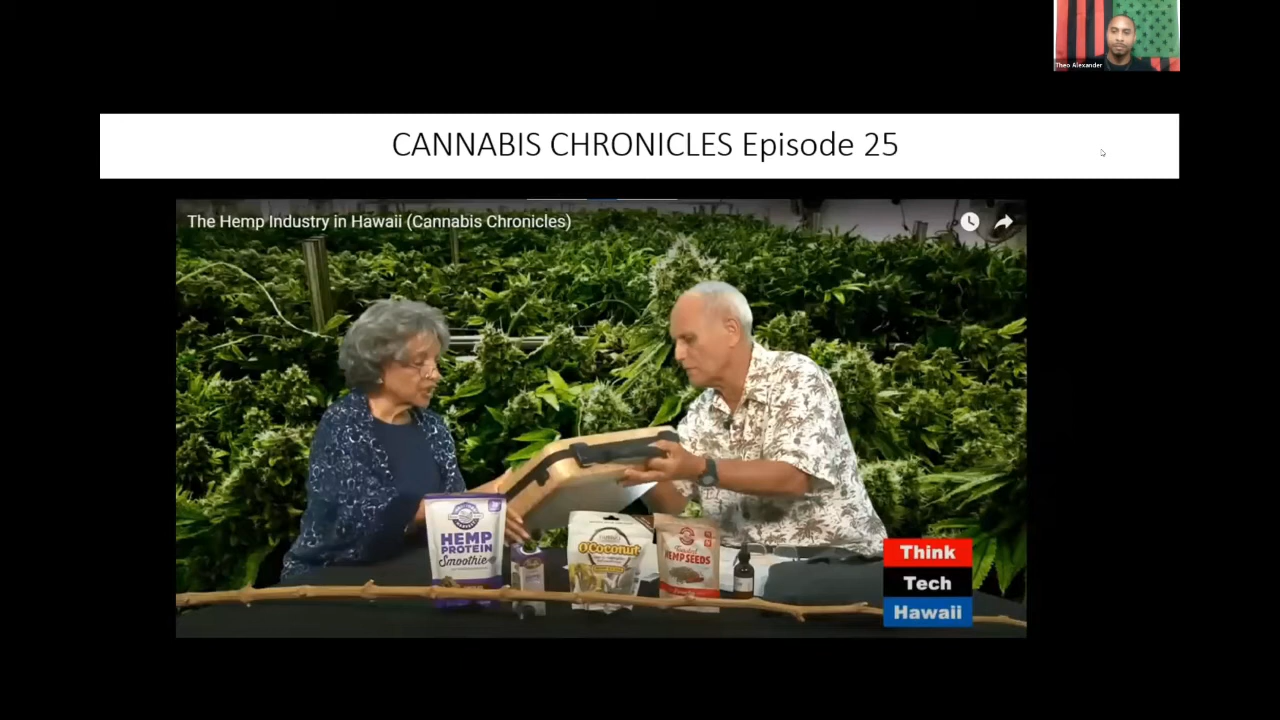 Theo Alexander
CANNABIS CHRONICLES Episode 25
The Hemp Industry in Hawaii (Cannabis Chronicles)
HEMP
PROTEIN
Smoothie
O'Coconut
Toasted
HEMP SEEDS
Think
Tech
Hawaii